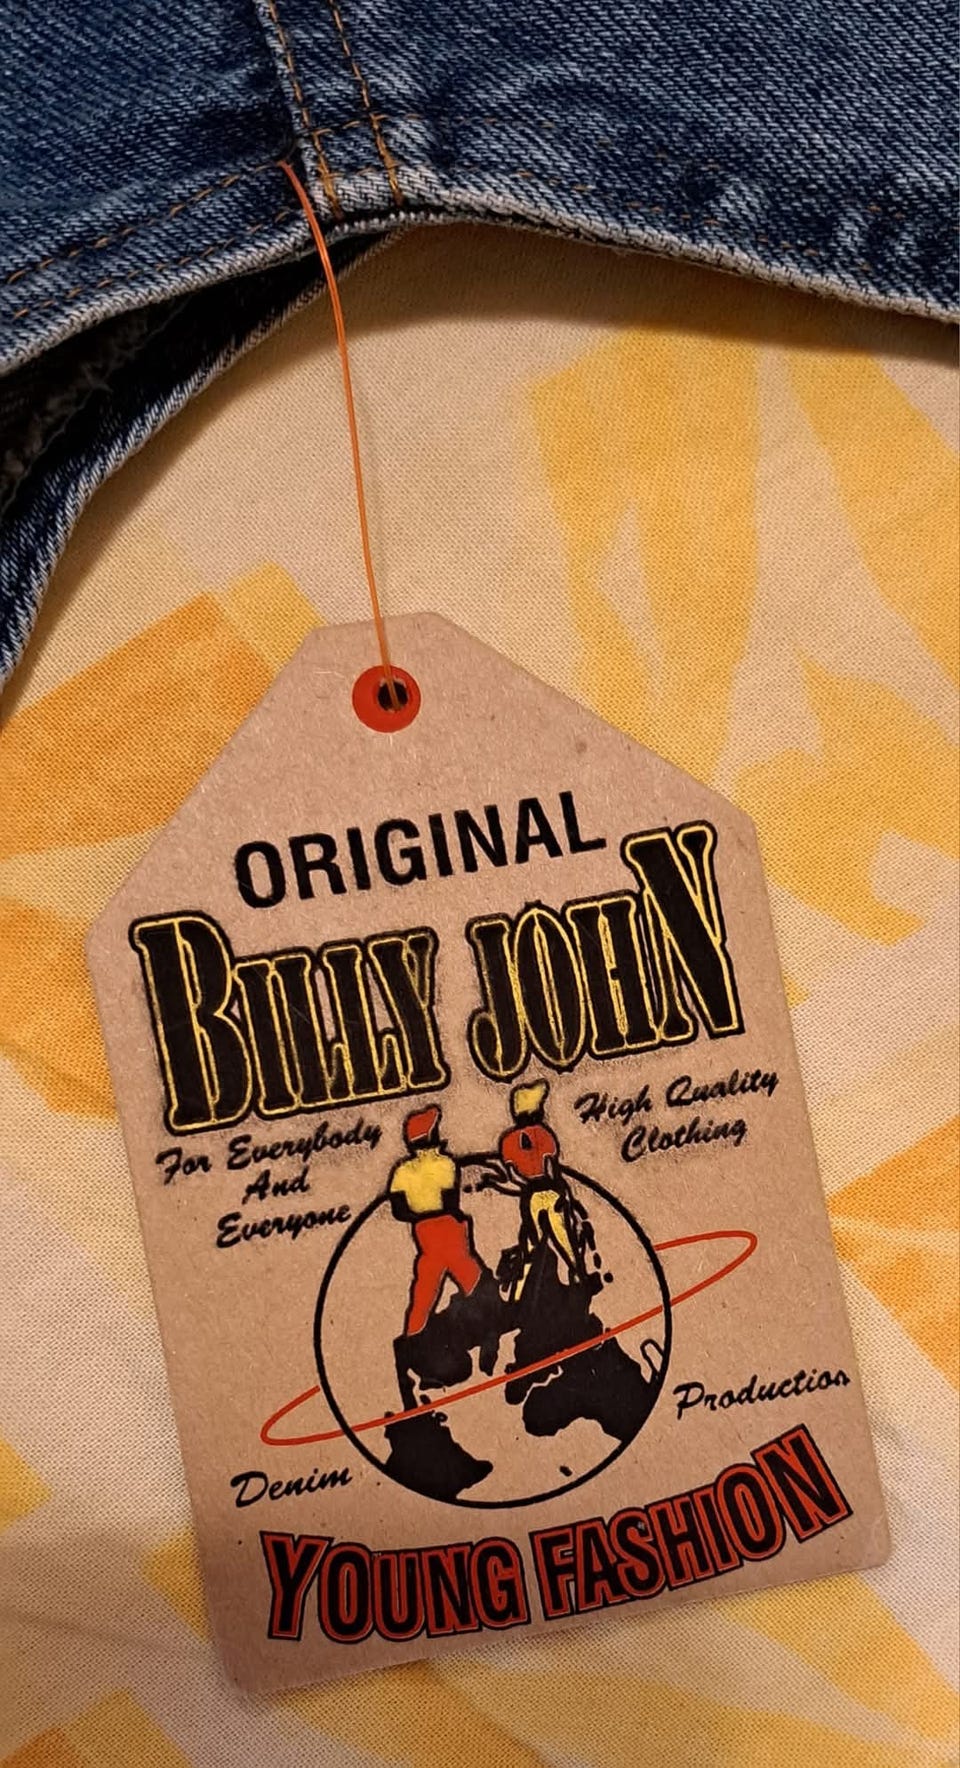 ORIGINAL
BILLY JOHN
For Everybody
And
Everyone
High Quality
Clothing
Denim
Production
YOUNG FASHION